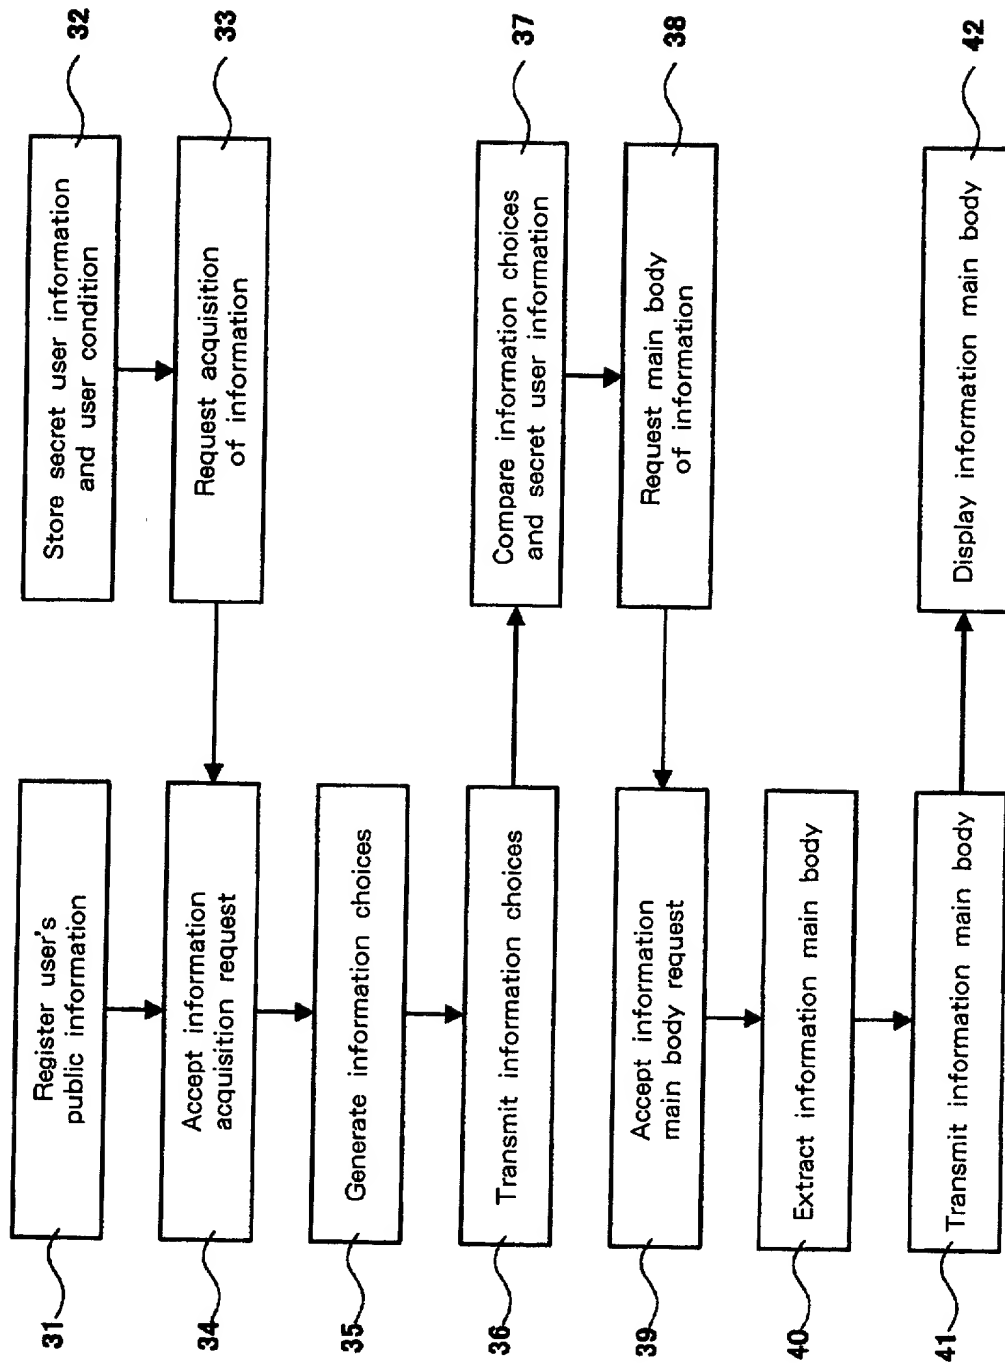 31
Register user's
public information
32
Store secret user information
and user condition
33
Request acquisition
of information
34
Accept information
acquisition request
35
Generate information choices
36
Transmit information choices
37
Compare information choices
and secret user information
38
Request main body
of information
39
Accept information
main body request
40
Extract information main body
41
Transmit information main body
42
Display information main body